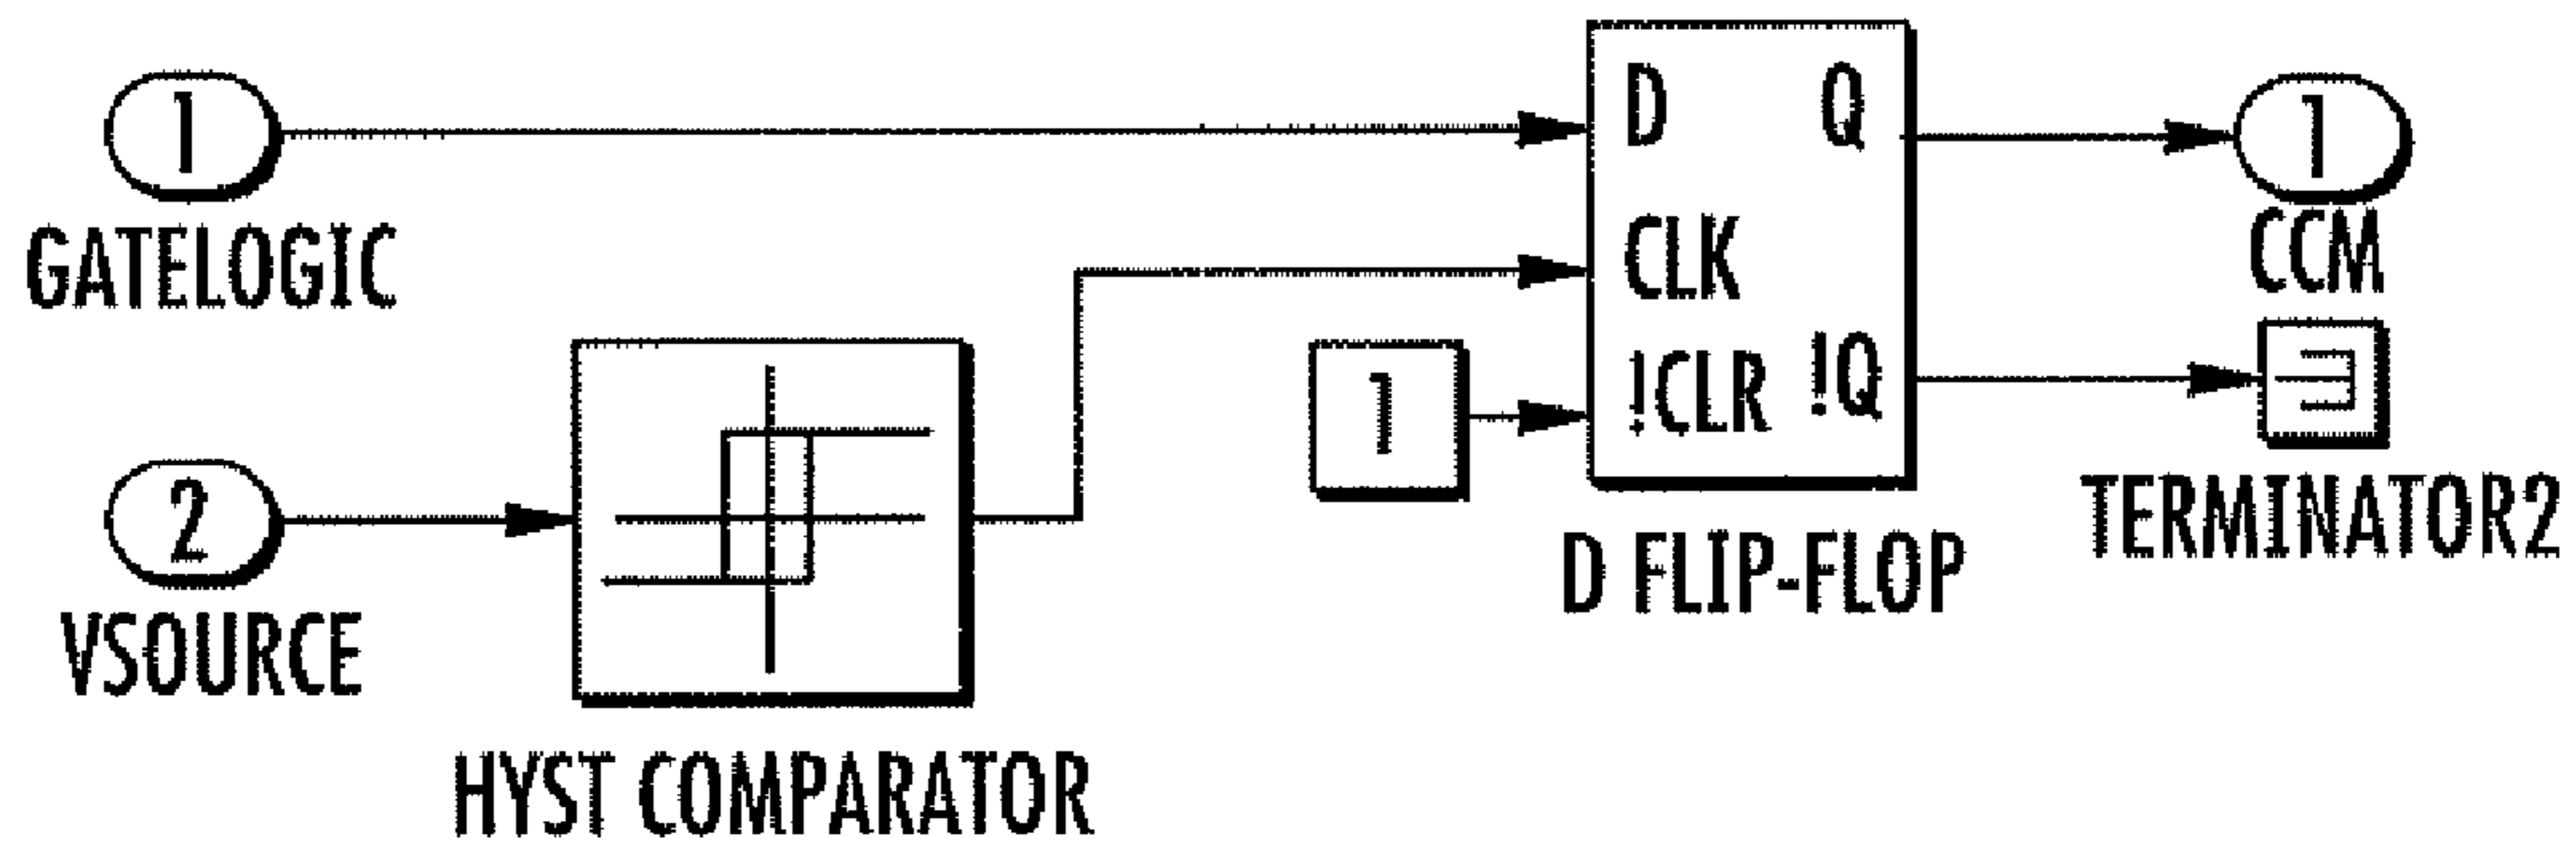 1
GATELOGIC
2
VSOURCE
HYST COMPARATOR
1
D Q
CLK
!CLR !Q
D FLIP-FLOP
1
CCM
TERMINATOR2